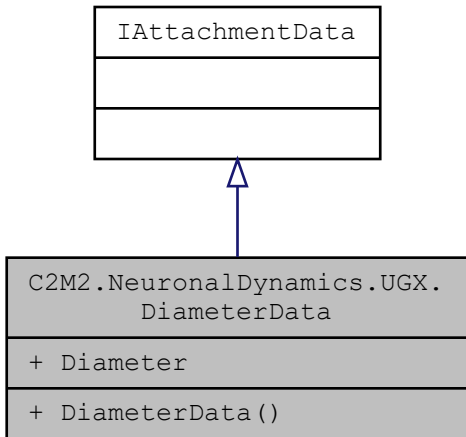 IAttachmentData
C2M2.NeuronalDynamics.UGX.
DiameterData
+ Diameter
+ DiameterData()